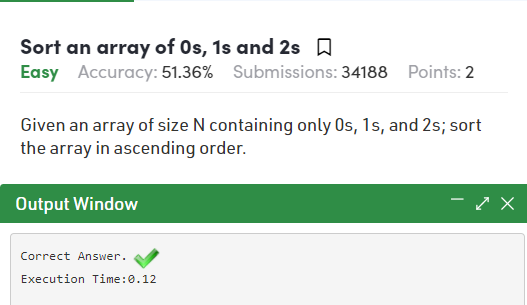 Sort an array of 0s, 1s and 2s
Easy Accuracy: 51.36% Submissions: 34188 Points: 2
Given an array of size N containing only 0s, 1s, and 2s; sort
the array in ascending order.
Output Window
Correct Answer.
Execution Time:0.12